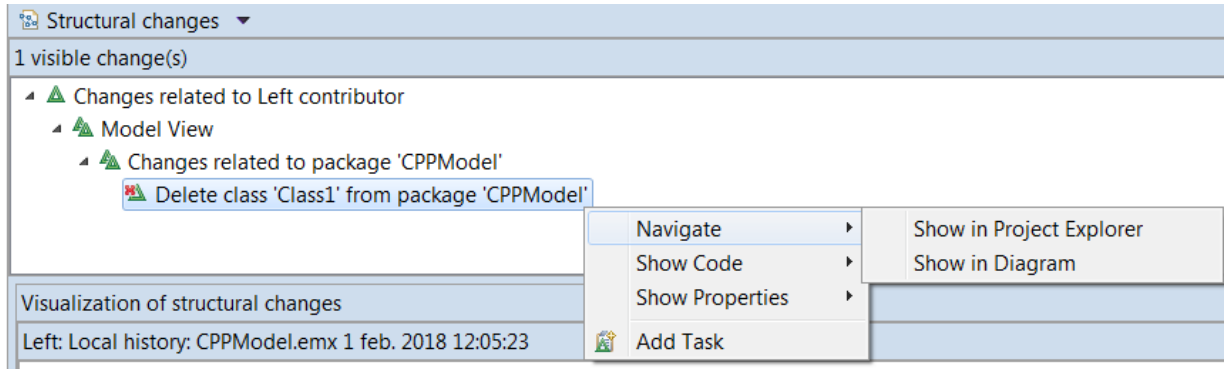 Structural changes
1 visible change(s)
Changes related to Left contributor
Model View
Changes related to package 'CPPModel'
Delete class 'Class1' from package 'CPPModel'
Navigate
Show in Project Explorer
Show Code
Show in Diagram
Show Properties
Add Task
Visualization of structural changes
Left: Local history: CPPModel.emx 1 feb. 2018 12:05:23